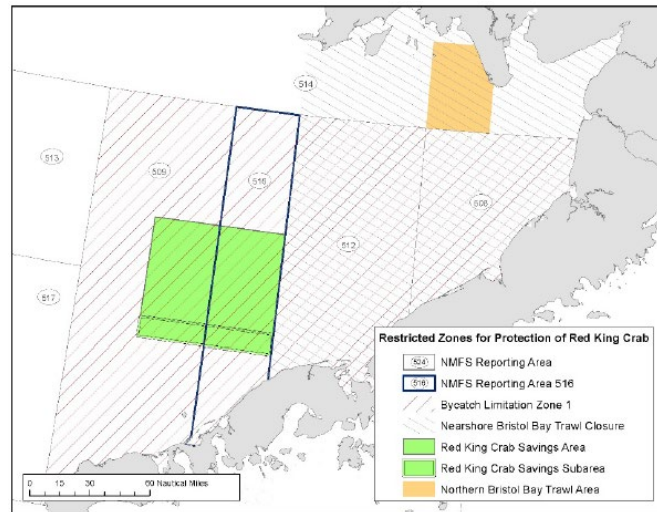 514
513
509
516
508
512
517
Restricted Zones for Protection of Red King Crab
524 NMFS Reporting Area
516 NMFS Reporting Area 516
Bycatch Limitation Zone 1
Nearshore Bristol Bay Trawl Closure
Red King Crab Savings Area
Red King Crab Savings Subarea
Northern Bristol Bay Trawl Area
0 15 30 60 Nautical Miles